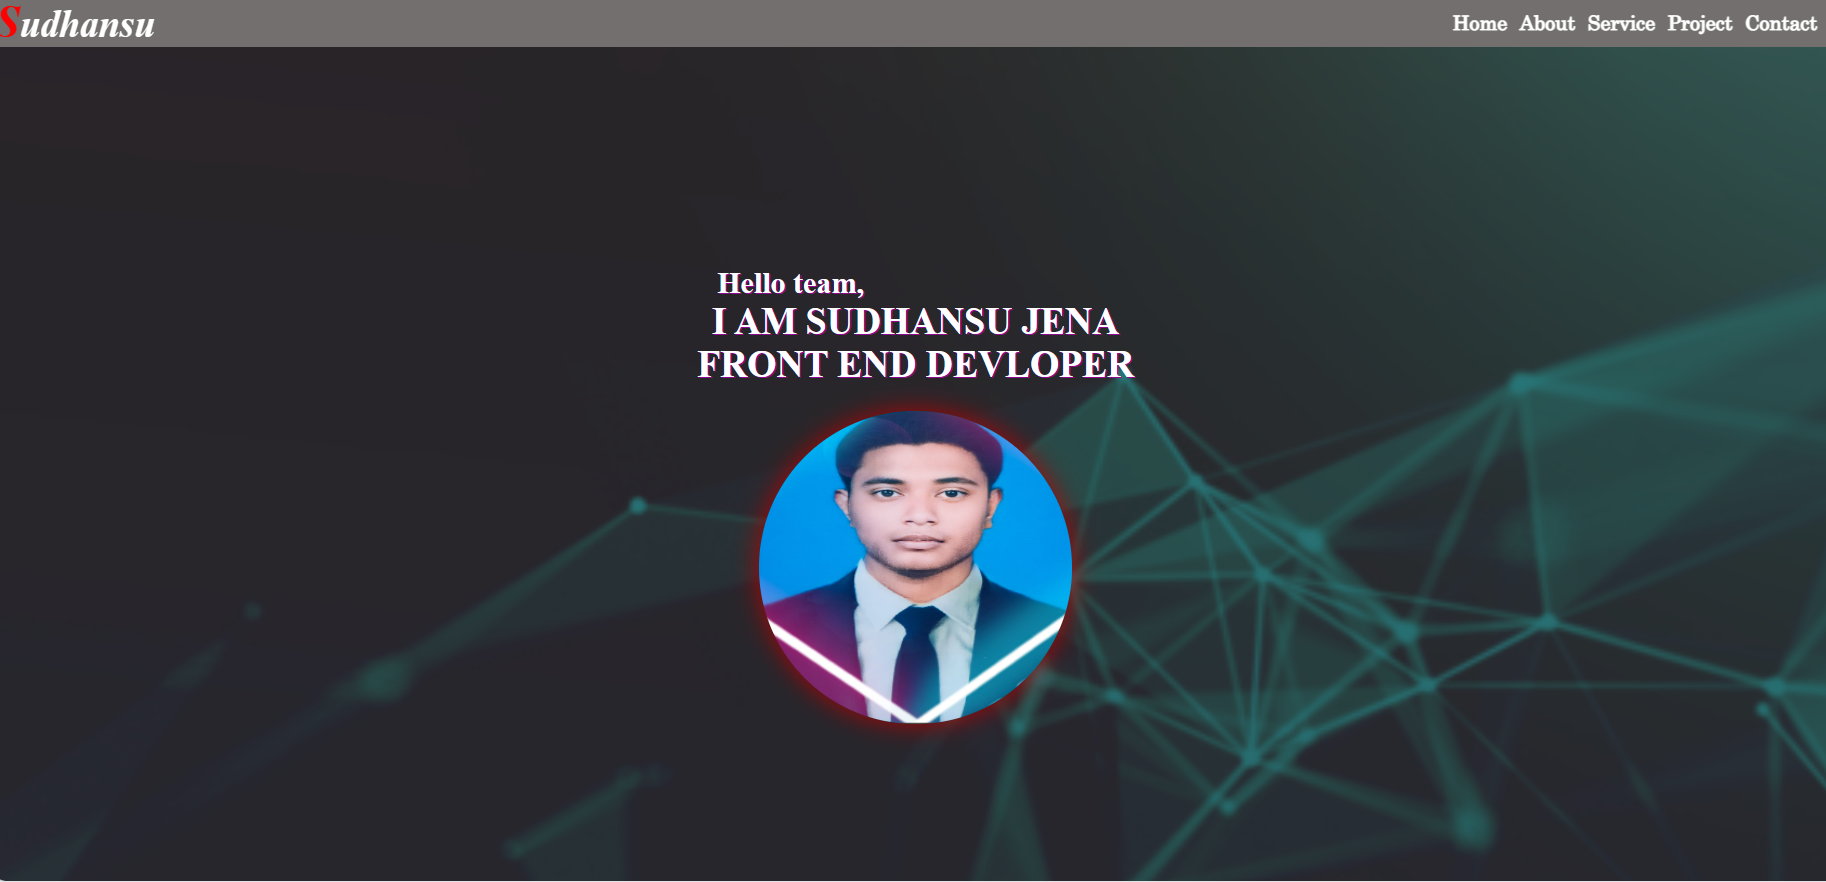 Sudhansu
Home About Service Project Contact
Hello team,
I AM SUDHANSU JENA
FRONT END DEVLOPER